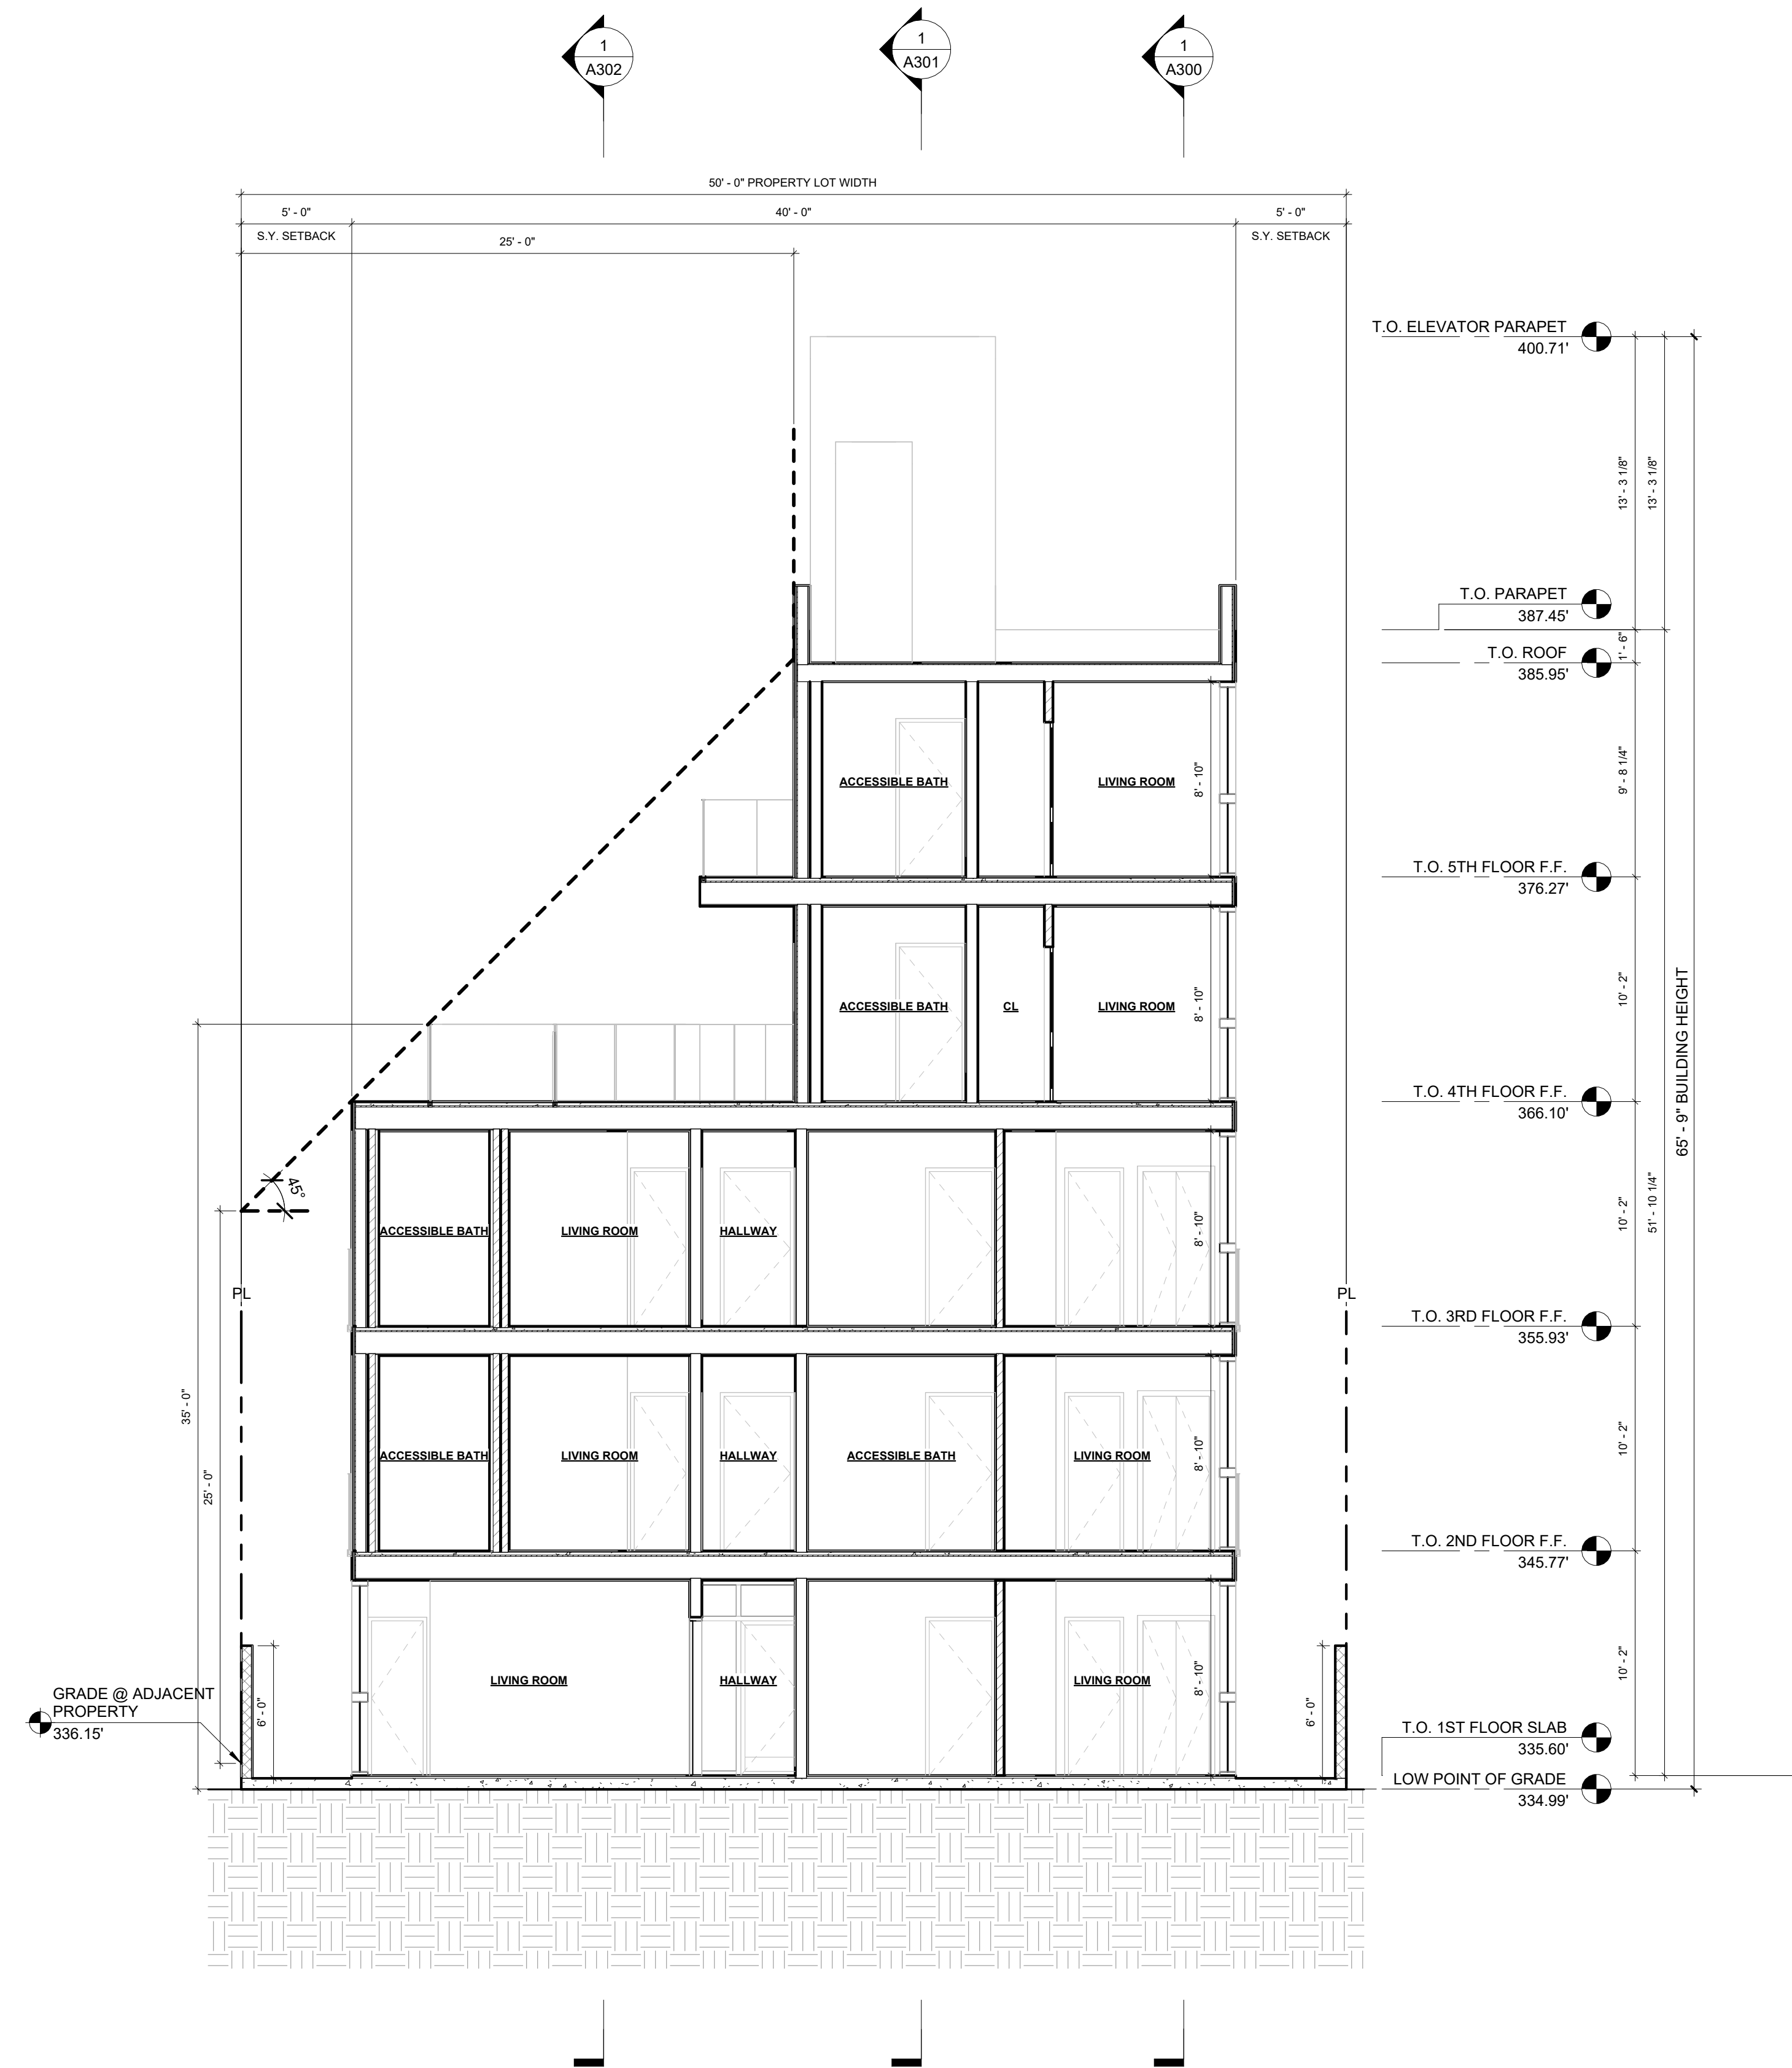 1
A302
1
A301
1
A300
50' - 0" PROPERTY LOT WIDTH
5' - 0"
40' - 0"
5' - 0"
S.Y. SETBACK
S.Y. SETBACK
25' - 0"
T.O. ELEVATOR PARAPET
400.71'
13' - 3 1/8"
13' - 3 1/8"
T.O. PARAPET
387.45'
1' - 6"
T.O. ROOF
385.95'
ACCESSIBLE BATH
LIVING ROOM
8' - 10"
9' - 8 1/4"
T.O. 5TH FLOOR F.F.
376.27'
ACCESSIBLE BATH
CL
LIVING ROOM
8' - 10"
10' - 2"
65' - 9" BUILDING HEIGHT
T.O. 4TH FLOOR F.F.
366.10'
45°
ACCESSIBLE BATH
LIVING ROOM
HALLWAY
8' - 10"
10' - 2"
51' - 10 1/4"
PL
PL
T.O. 3RD FLOOR F.F.
355.93'
35' - 0"
25' - 0"
ACCESSIBLE BATH
LIVING ROOM
HALLWAY
ACCESSIBLE BATH
LIVING ROOM
8' - 10"
10' - 2"
T.O. 2ND FLOOR F.F.
345.77'
LIVING ROOM
HALLWAY
LIVING ROOM
8' - 10"
10' - 2"
GRADE @ ADJACENT
PROPERTY
336.15'
6' - 0"
6' - 0"
T.O. 1ST FLOOR SLAB
335.60'
LOW POINT OF GRADE
334.99'